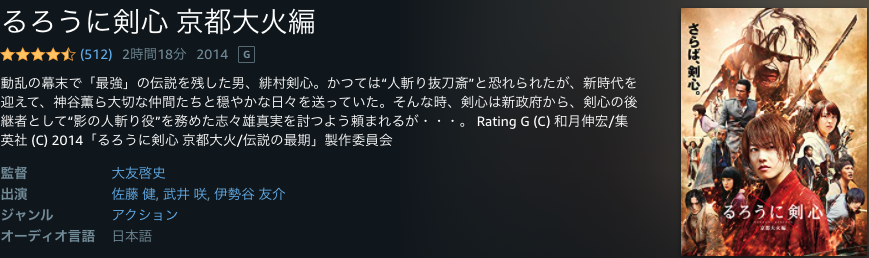 るろうに剣心 京都大火編
(512) 2時間18分 2014 G
動乱の幕末で「最強」の伝説を残した男、緋村剣心。かつては“人斬り抜刀斎”と恐れられたが、新時代を
迎えて、神谷薫ら大切な仲間たちと穏やかな日々を送っていた。そんな時、剣心は新政府から、剣心の後
継者として“影の人斬り役”を務めた志々雄真実を討つよう頼まれるが・・・。 Rating G (C) 和月伸宏/集
英社 (C) 2014「るろうに剣心 京都大火/伝説の最期」製作委員会
監督 大友啓史
出演 佐藤 健, 武井 咲, 伊勢谷 友介
ジャンル アクション
オーディオ言語 日本語
さらば、剣心。
るろうに剣心
京都大火編